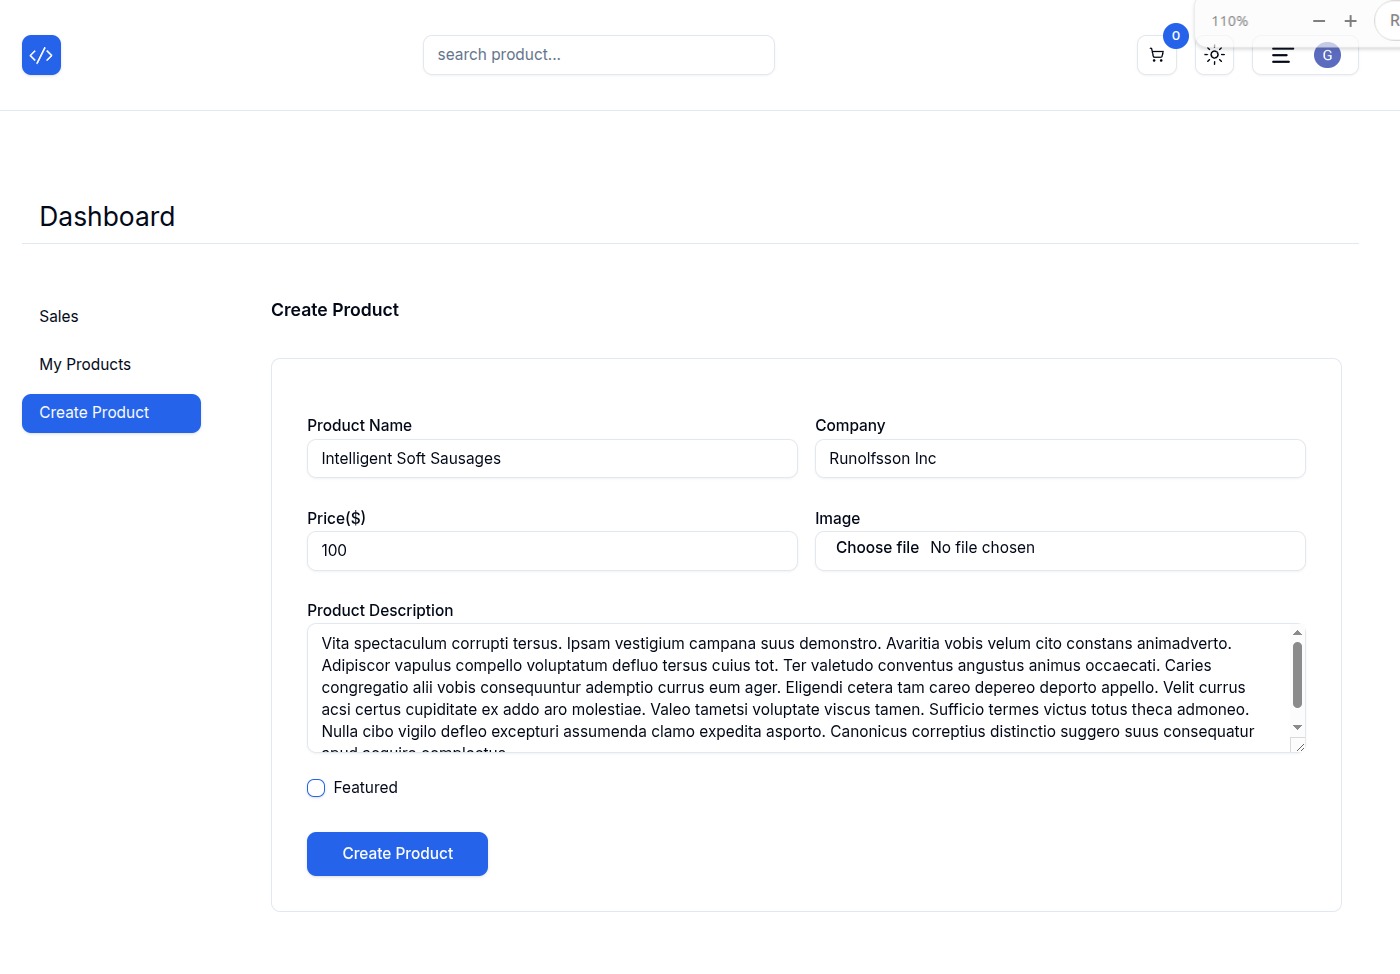 110%
R
</>
search product...
0
G
Dashboard
Sales
My Products
Create Product
Create Product
Product Name
Company
Intelligent Soft Sausages
Runolfsson Inc
Price($)
Image
100
Choose file No file chosen
Product Description
Vita spectaculum corrupti tersus. Ipsam vestigium campana suus demonstro. Avaritia vobis velum cito constans animadverto.
Adipiscor vapulus compello voluptatum defluo tersus cuius tot. Ter valetudo conventus angustus animus occaecati. Caries
congregatio alii vobis consequuntur ademptio currus eum ager. Eligendi cetera tam careo depereo deporto appello. Velit currus
acsi certus cupiditate ex addo aro molestiae. Valeo tametsi voluptate viscus tamen. Sufficio termes victus totus theca admoneo.
Nulla cibo vigilo defleo excepturi assumenda clamo expedita asporto. Canonicus correptius distinctio suggero suus consequatur
Featured
Create Product